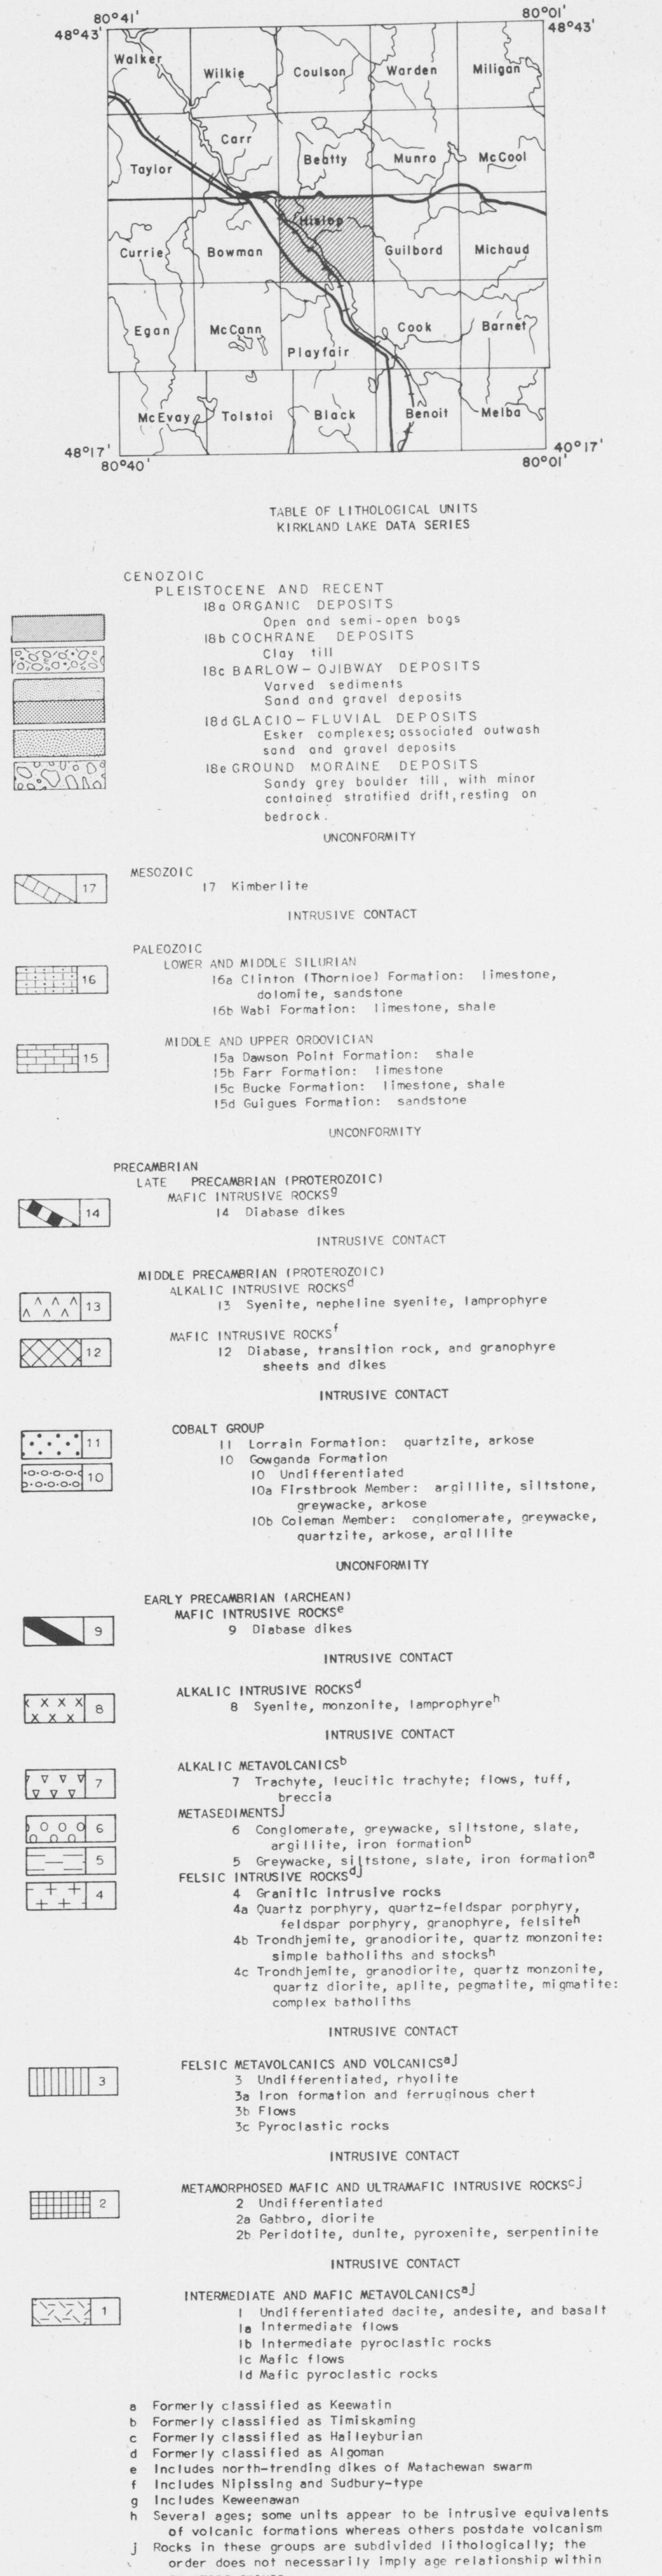 80°41' 80°01'
48°43' 48°43'
Walker Wilkie Coulson Warden Milligan
Carr
Taylor Beatty Munro McCool
Hislop
Currie Bowman Guilbord Michaud
Egan McCann Playfair Cook Barnet
McEvay Tolstoi Black Benoit Melba
48°17' 40°17'
80°40' 80°01'
TABLE OF LITHOLOGICAL UNITS
KIRKLAND LAKE DATA SERIES
CENOZOIC
PLEISTOCENE AND RECENT
18a ORGANIC DEPOSITS
Open and semi-open bogs
18b COCHRANE DEPOSITS
Clay till
18c BARLOW-OJIBWAY DEPOSITS
Varved sediments
Sand and gravel deposits
18d GLACIO-FLUVIAL DEPOSITS
Esker complexes; associated outwash
sand and gravel deposits
18e GROUND MORAINE DEPOSITS
Sandy grey boulder till, with minor
contained stratified drift, resting on
bedrock.
UNCONFORMITY
MESOZOIC
17 17 Kimberlite
INTRUSIVE CONTACT
PALEOZOIC
LOWER AND MIDDLE SILURIAN
16 16a Clinton (Thornloe) Formation: limestone,
dolomite, sandstone
16b Wabi Formation: limestone, shale
MIDDLE AND UPPER ORDOVICIAN
15 15a Dawson Point Formation: shale
15b Farr Formation: limestone
15c Bucke Formation: limestone, shale
15d Guigues Formation: sandstone
UNCONFORMITY
PRECAMBRIAN
LATE PRECAMBRIAN (PROTEROZOIC)
MAFIC INTRUSIVE ROCKSg
14 14 Diabase dikes
INTRUSIVE CONTACT
MIDDLE PRECAMBRIAN (PROTEROZOIC)
ALKALIC INTRUSIVE ROCKSd
13 13 Syenite, nepheline syenite, lamprophyre
MAFIC INTRUSIVE ROCKSf
12 12 Diabase, transition rock, and granophyre
sheets and dikes
INTRUSIVE CONTACT
COBALT GROUP
11 11 Lorrain Formation: quartzite, arkose
10 10 Gowganda Formation
10 Undifferentiated
10a Firstbrook Member: argillite, siltstone,
greywacke, arkose
10b Coleman Member: conglomerate, greywacke,
quartzite, arkose, argillite
UNCONFORMITY
EARLY PRECAMBRIAN (ARCHEAN)
MAFIC INTRUSIVE ROCKSe
9 9 Diabase dikes
INTRUSIVE CONTACT
ALKALIC INTRUSIVE ROCKSd
8 8 Syenite, monzonite, lamprophyreh
INTRUSIVE CONTACT
ALKALIC METAVOLCANICSb
7 7 Trachyte, leucitic trachyte; flows, tuff,
breccia
METASEDIMENTSj
6 6 Conglomerate, greywacke, siltstone, slate,
argillite, iron formationb
5 5 Greywacke, siltstone, slate, iron formationa
FELSIC INTRUSIVE ROCKSdj
4 4 Granitic intrusive rocks
4a Quartz porphyry, quartz-feldspar porphyry,
feldspar porphyry, granophyre, felsiteh
4b Trondhjemite, granodiorite, quartz monzonite:
simple batholiths and stocksh
4c Trondhjemite, granodiorite, quartz monzonite,
quartz diorite, aplite, pegmatite, migmatite:
complex batholiths
INTRUSIVE CONTACT
FELSIC METAVOLCANICS AND VOLCANICSaj
3 3 Undifferentiated, rhyolite
3a Iron formation and ferruginous chert
3b Flows
3c Pyroclastic rocks
INTRUSIVE CONTACT
METAMORPHOSED MAFIC AND ULTRAMAFIC INTRUSIVE ROCKScj
2 2 Undifferentiated
2a Gabbro, diorite
2b Peridotite, dunite, pyroxenite, serpentinite
INTRUSIVE CONTACT
INTERMEDIATE AND MAFIC METAVOLCANICSaj
1 1 Undifferentiated dacite, andesite, and basalt
1a Intermediate flows
1b Intermediate pyroclastic rocks
1c Mafic flows
1d Mafic pyroclastic rocks
a Formerly classified as Keewatin
b Formerly classified as Timiskaming
c Formerly classified as Haileyburian
d Formerly classified as Algoman
e Includes north-trending dikes of Matachewan swarm
f Includes Nipissing and Sudbury-type
g Includes Keweenawan
h Several ages; some units appear to be intrusive equivalents
of volcanic formations whereas others postdate volcanism
j Rocks in these groups are subdivided lithologically; the
order does not necessarily imply age relationship within